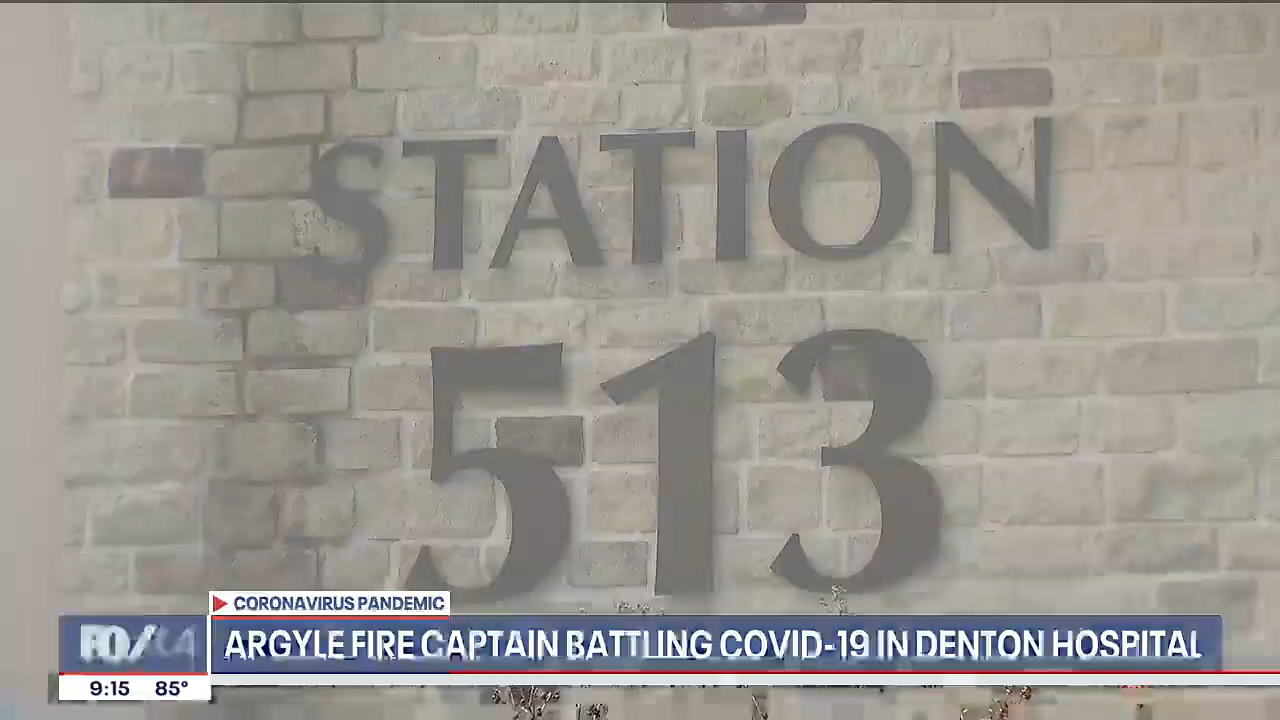 STATION
513
CORONAVIRUS PANDEMIC
ARGYLE FIRE CAPTAIN BATTLING COVID-19 IN DENTON HOSPITAL
9:15 85°